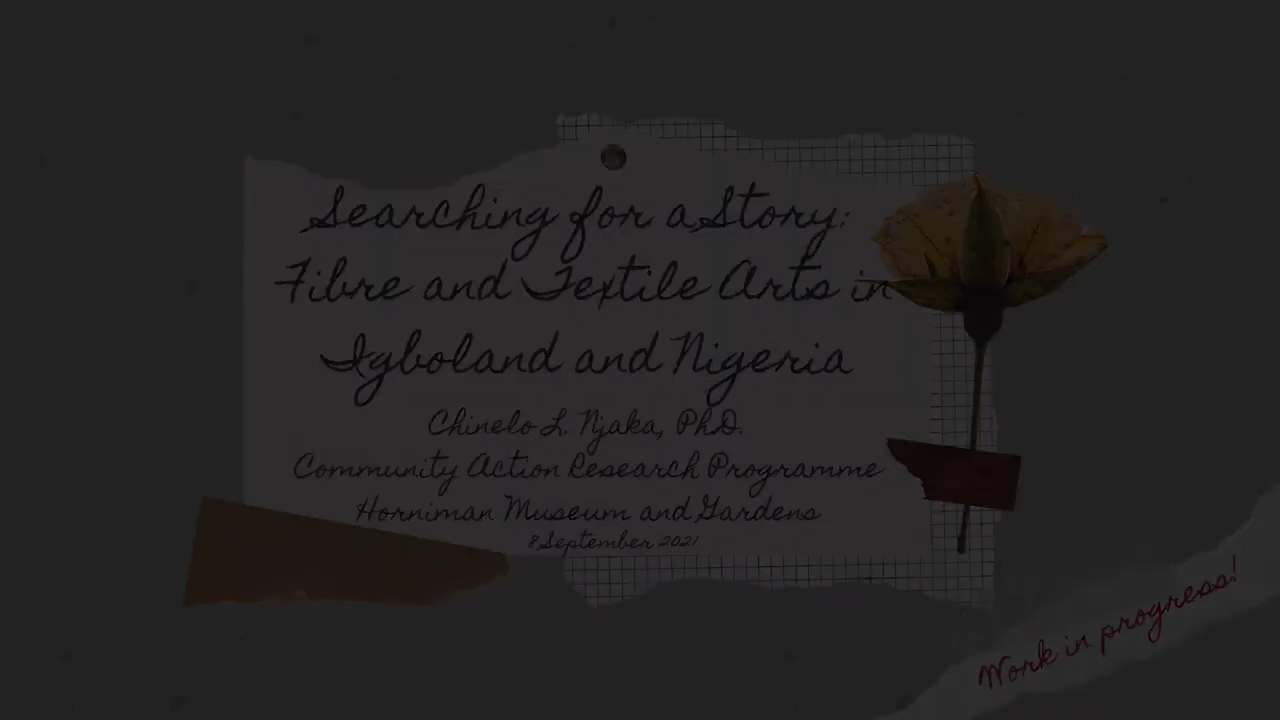 Searching for a Story:
Fibre and Textile Arts in
Igboland and Nigeria
Chinelo L. Njaka, Ph.D.
Community Action Research Programme
Horniman Museum and Gardens
8 September 2021
Work in progress!